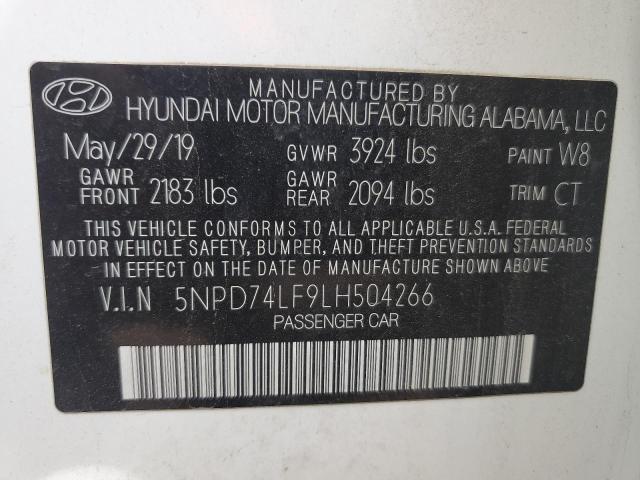 MANUFACTURED BY
HYUNDAI MOTOR MANUFACTURING ALABAMA, LLC
May/29/19 GVWR 3924 lbs PAINT W8
GAWR FRONT 2183 lbs GAWR REAR 2094 lbs TRIM CT
THIS VEHICLE CONFORMS TO ALL APPLICABLE U.S.A. FEDERAL
MOTOR VEHICLE SAFETY, BUMPER, AND THEFT PREVENTION STANDARDS
IN EFFECT ON THE DATE OF MANUFACTURE SHOWN ABOVE.
V.I.N 5NPD74LF9LH504266
PASSENGER CAR